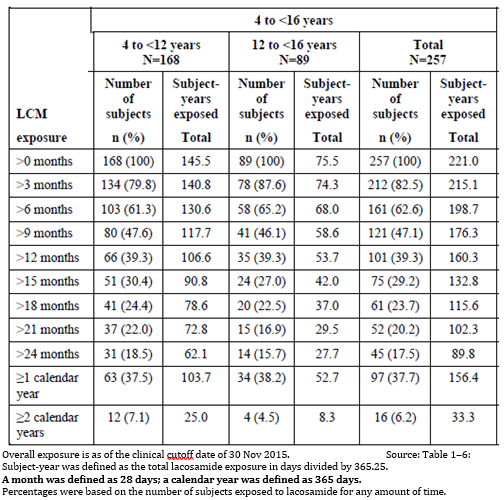 4 to <16 years
4 to <12 years 12 to <16 years Total
N=168 N=89 N=257
Number Subject- Number Subject- Number Subject-
of years of years of years
LCM subjects exposed subjects exposed subjects exposed
exposure n (%) Total n (%) Total n (%) Total
>0 months 168 (100) 145.5 89 (100) 75.5 257 (100) 221.0
>3 months 134 (79.8) 140.8 78 (87.6) 74.3 212 (82.5) 215.1
>6 months 103 (61.3) 130.6 58 (65.2) 68.0 161 (62.6) 198.7
>9 months 80 (47.6) 117.7 41 (46.1) 58.6 121 (47.1) 176.3
>12 months 66 (39.3) 106.6 35 (39.3) 53.7 101 (39.3) 160.3
>15 months 51 (30.4) 90.8 24 (27.0) 42.0 75 (29.2) 132.8
>18 months 41 (24.4) 78.6 20 (22.5) 37.0 61 (23.7) 115.6
>21 months 37 (22.0) 72.8 15 (16.9) 29.5 52 (20.2) 102.3
>24 months 31 (18.5) 62.1 14 (15.7) 27.7 45 (17.5) 89.8
≥1 calendar 63 (37.5) 103.7 34 (38.2) 52.7 97 (37.7) 156.4
year
≥2 calendar 12 (7.1) 25.0 4 (4.5) 8.3 16 (6.2) 33.3
years
Overall exposure is as of the clinical cutoff date of 30 Nov 2015. Source: Table 1–6:
Subject-year was defined as the total lacosamide exposure in days divided by 365.25.
A month was defined as 28 days; a calendar year was defined as 365 days.
Percentages were based on the number of subjects exposed to lacosamide for any amount of time.